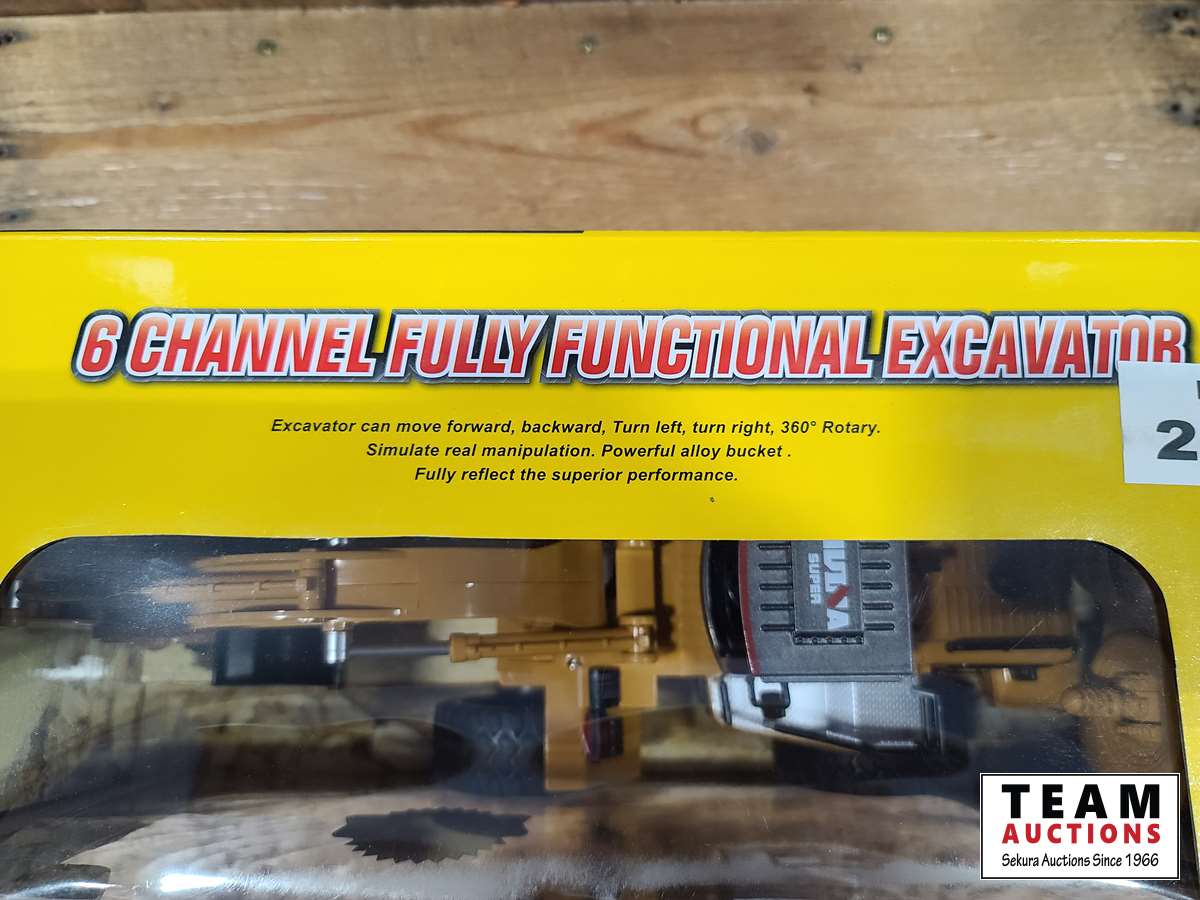 6 CHANNEL FULLY FUNCTIONAL EXCAVATOR
Excavator can move forward, backward, Turn left, turn right, 360° Rotary.
Simulate real manipulation. Powerful alloy bucket .
Fully reflect the superior performance.
2
SUPER
TEAM
AUCTIONS
Sekura Auctions Since 1966